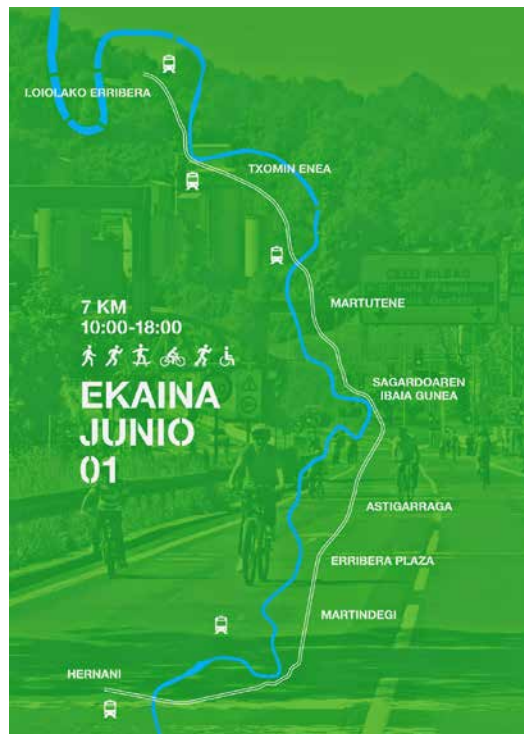 LOIOLAKO ERRIBERA
TXOMIN ENEA
MARTUTENE
7 KM
10:00-18:00
SAGARDOAREN
IBAIA GUNEA
EKAINA
JUNIO
01
ASTIGARRAGA
ERRIBERA PLAZA
MARTINDEGI
HERNANI